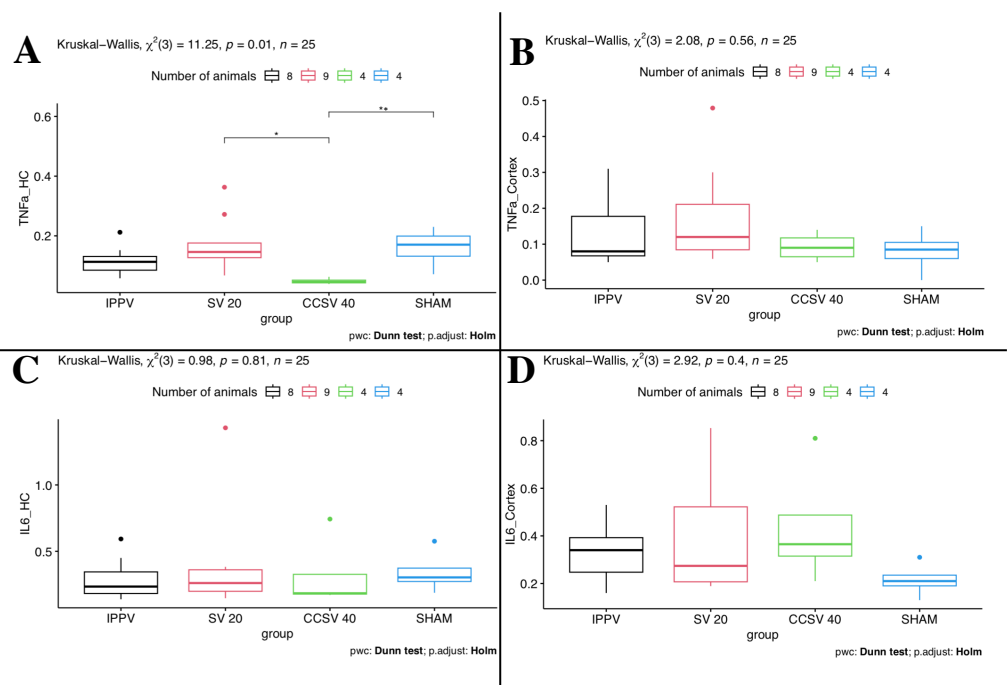 A
Kruskal–Wallis, χ²(3) = 11.25, p = 0.01, n = 25
Number of animals 8 9 4 4
TNFa_HC
0.6
0.4
0.2
*
**
IPPV SV 20 CCSV 40 SHAM
group
pwc: Dunn test; p.adjust: Holm
B
Kruskal–Wallis, χ²(3) = 2.08, p = 0.56, n = 25
Number of animals 8 9 4 4
TNFa_Cortex
0.5
0.4
0.3
0.2
0.1
0.0
IPPV SV 20 CCSV 40 SHAM
group
pwc: Dunn test; p.adjust: Holm
C
Kruskal–Wallis, χ²(3) = 0.98, p = 0.81, n = 25
Number of animals 8 9 4 4
IL6_HC
1.0
0.5
IPPV SV 20 CCSV 40 SHAM
group
pwc: Dunn test; p.adjust: Holm
D
Kruskal–Wallis, χ²(3) = 2.92, p = 0.4, n = 25
Number of animals 8 9 4 4
IL6_Cortex
0.8
0.6
0.4
0.2
IPPV SV 20 CCSV 40 SHAM
group
pwc: Dunn test; p.adjust: Holm